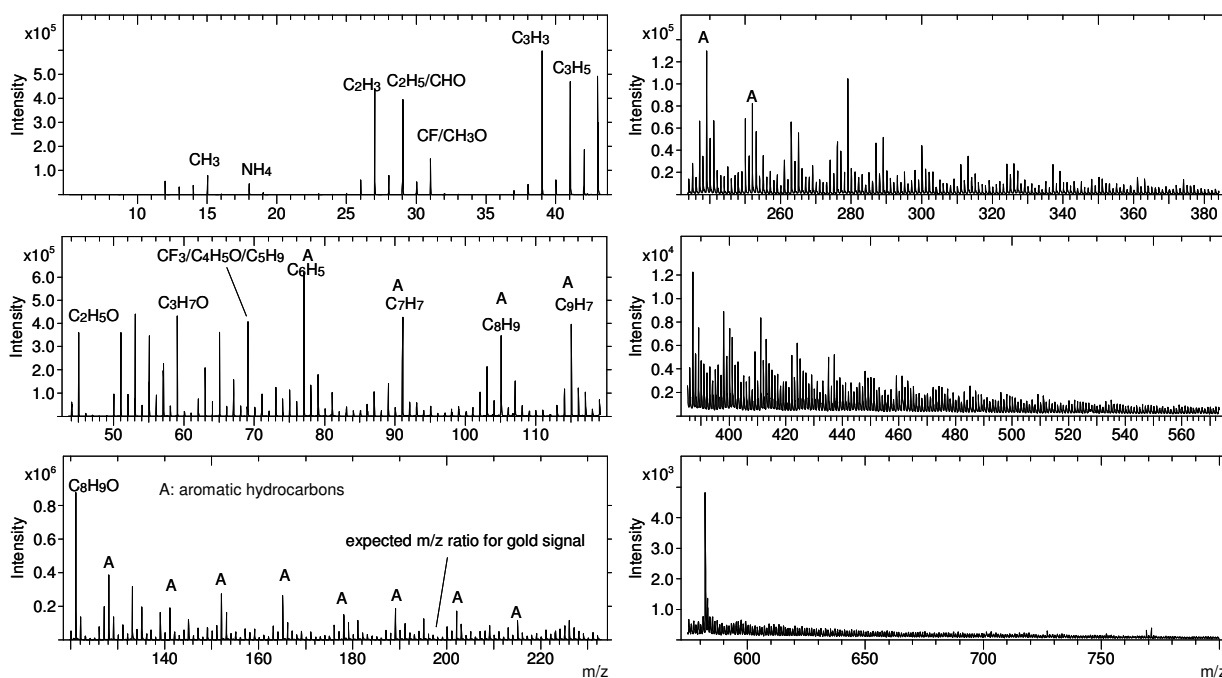 x10⁵
Intensity
5.0
4.0
3.0
2.0
1.0
CH3
NH4
C2H3
C2H5/CHO
CF/CH3O
C3H3
C3H5
10 20 30 40
x10⁵
Intensity
6.0
5.0
4.0
3.0
2.0
1.0
C2H5O
C3H7O
CF3/C4H5O/C5H9
A
C6H5
A
C7H7
A
C8H9
A
C9H7
50 60 70 80 90 100 110
x10⁶
Intensity
0.8
0.6
0.4
0.2
C8H9O
A: aromatic hydrocarbons
expected m/z ratio for gold signal
A A A A A A A A
140 160 180 200 220
m/z
x10⁵
Intensity
1.2
1.0
0.8
0.6
0.4
0.2
A
A
260 280 300 320 340 360 380
x10⁴
Intensity
1.2
1.0
0.8
0.6
0.4
0.2
400 420 440 460 480 500 520 540 560
x10³
Intensity
4.0
3.0
2.0
1.0
600 650 700 750
m/z